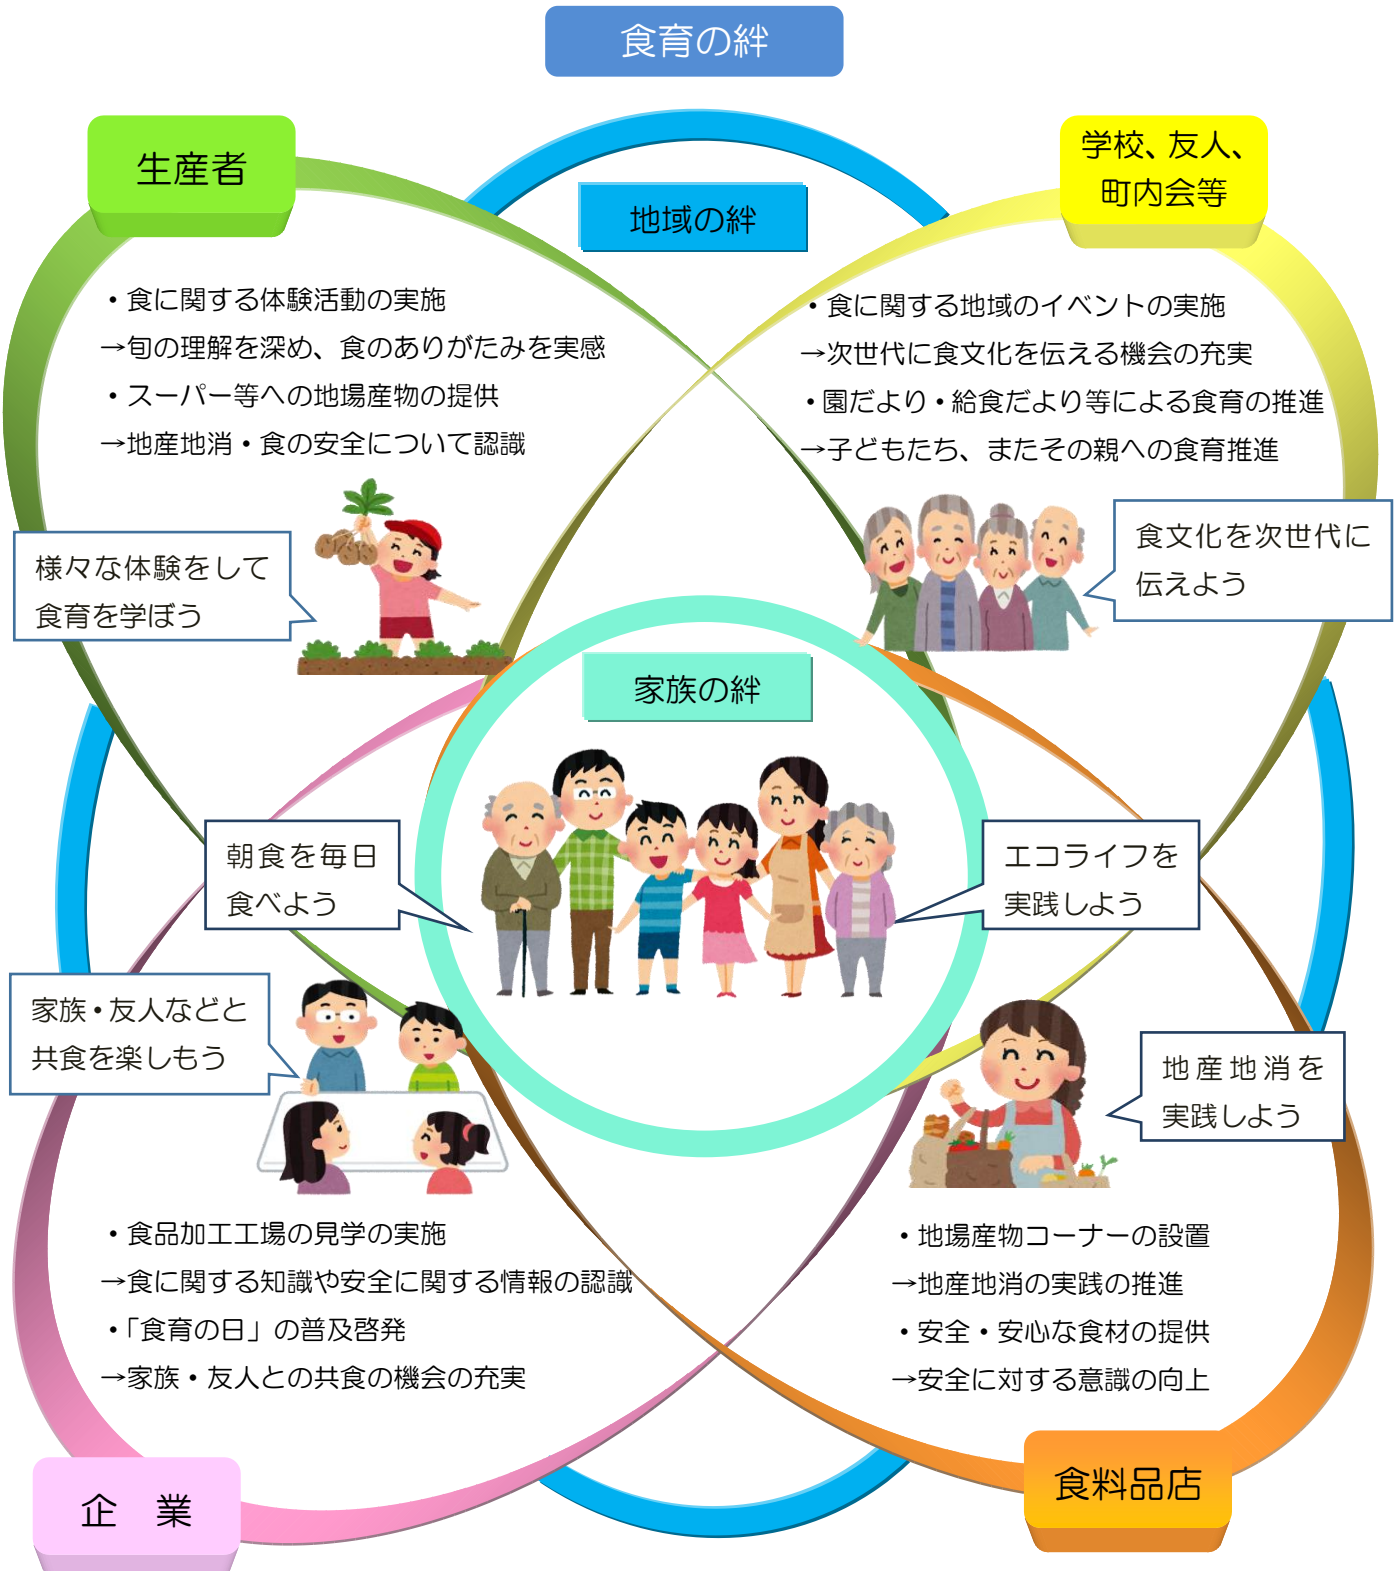 食育の絆
生産者
学校、友人、
町内会等
地域の絆
・食に関する体験活動の実施
→旬の理解を深め、食のありがたみを実感
・スーパー等への地場産物の提供
→地産地消・食の安全について認識
・食に関する地域のイベントの実施
→次世代に食文化を伝える機会の充実
・園だより・給食だより等による食育の推進
→子どもたち、またその親への食育推進
様々な体験をして
食育を学ぼう
食文化を次世代に
伝えよう
家族の絆
朝食を毎日
食べよう
エコライフを
実践しよう
家族・友人などと
共食を楽しもう
地産地消を
実践しよう
・食品加工工場の見学の実施
→食に関する知識や安全に関する情報の認識
・「食育の日」の普及啓発
→家族・友人との共食の機会の充実
・地場産物コーナーの設置
→地産地消の実践の推進
・安全・安心な食材の提供
→安全に対する意識の向上
企　業
食料品店